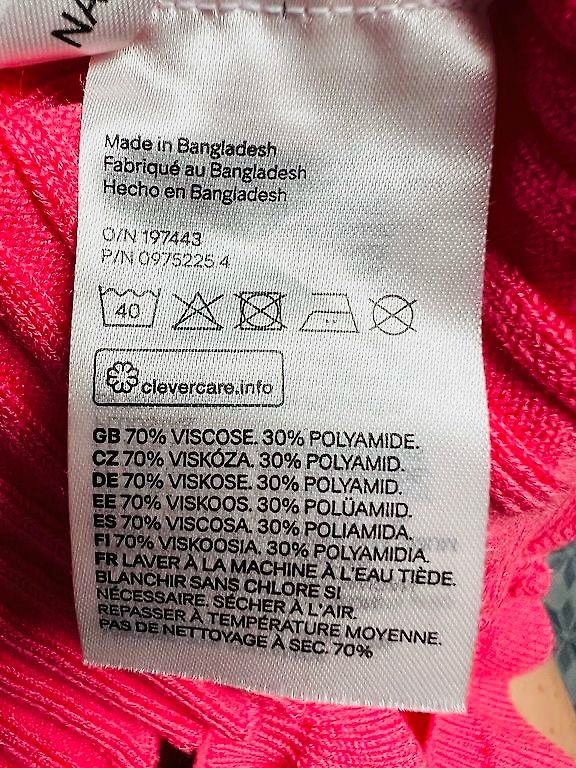 NA
Made in Bangladesh
Fabriqué au Bangladesh
Hecho en Bangladesh
O/N 197443
P/N 0975225 4
40
clevercare.info
GB 70% VISCOSE. 30% POLYAMIDE.
CZ 70% VISKÓZA. 30% POLYAMID.
DE 70% VISKOSE. 30% POLYAMID.
EE 70% VISKOOS. 30% POLÜAMIID.
ES 70% VISCOSA. 30% POLIAMIDA.
FI 70% VISKOOSIA. 30% POLYAMIDIA.
FR LAVER À LA MACHINE À L'EAU TIÈDE.
BLANCHIR SANS CHLORE SI
NÉCESSAIRE. SÉCHER À L'AIR.
REPASSER À TEMPÉRATURE MOYENNE.
PAS DE NETTOYAGE À SEC. 70%